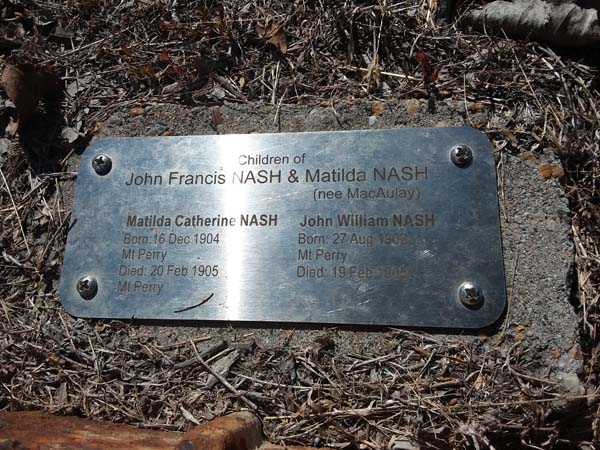 Children of
John Francis NASH & Matilda NASH
(nee MacAulay)
Matilda Catherine NASH
Born: 16 Dec 1904
Mt Perry
Died: 20 Feb 1905
Mt Perry
John William NASH
Born: 27 Aug 1902
Mt Perry
Died: 19 Feb